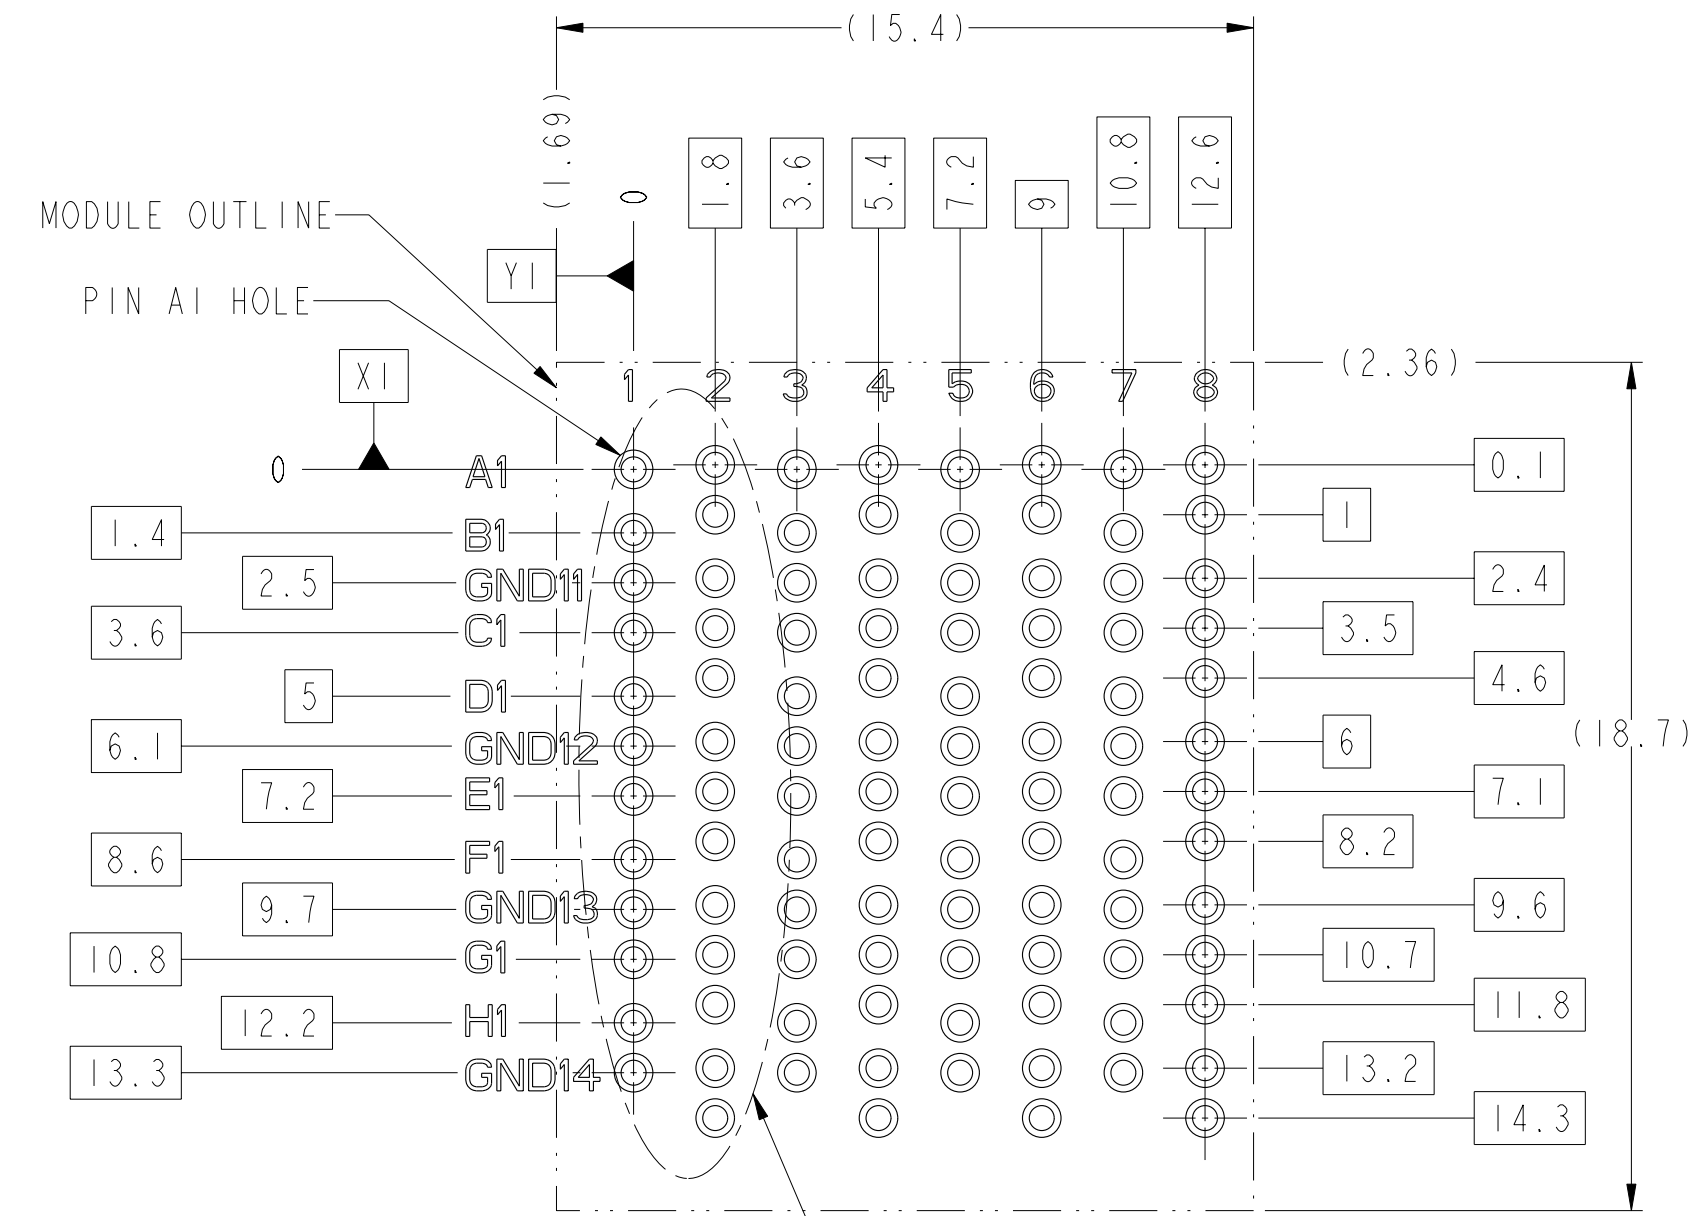 (15.4)
(1.69)
0
1.8
3.6
5.4
7.2
9
10.8
12.6
MODULE OUTLINE
Y1
PIN A1 HOLE
X1
(2.36)
1 2 3 4 5 6 7 8
0 A1
0.1
1
1.4 B1
2.5 GND11
2.4
3.6 C1
3.5
4.6
5 D1
6.1 GND12
6
(18.7)
7.2 E1
7.1
8.6 F1
8.2
9.7 GND13
9.6
10.8 G1
10.7
11.8
12.2 H1
13.3 GND14
13.2
14.3